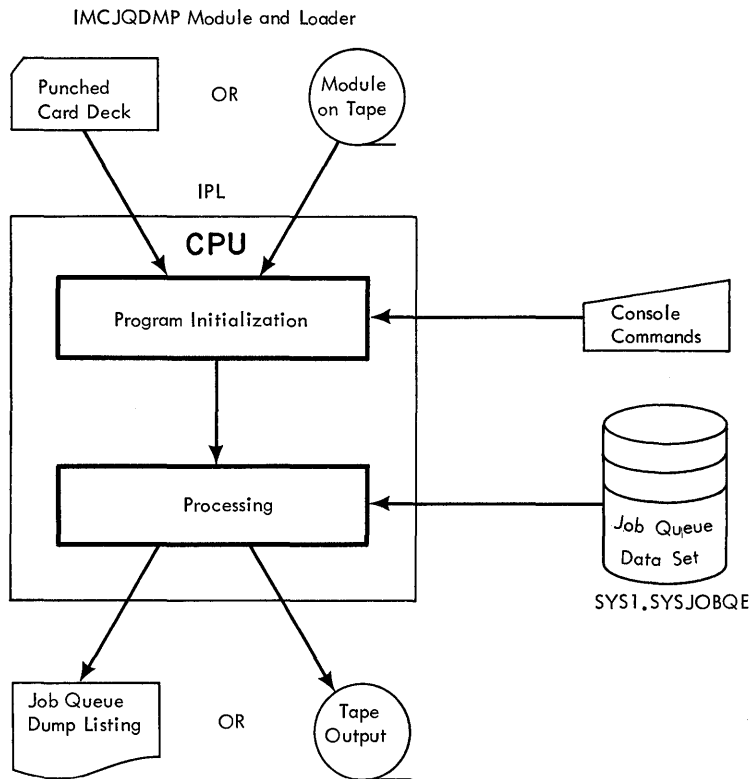 IMCJQDMP Module and Loader
Punched
Card Deck
OR
Module
on Tape
IPL
CPU
Program Initialization
Console
Commands
Processing
Job Queue
Data Set
SYS1.SYSJOBQE
Job Queue
Dump Listing
OR
Tape
Output